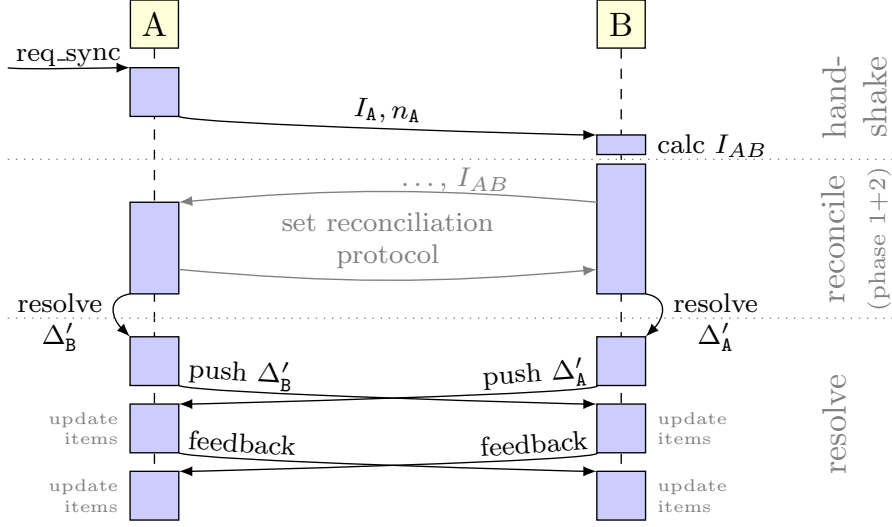 A B
req_sync
I_A, n_A
calc I_AB
hand-
shake
..., I_AB
set reconciliation
protocol
reconcile
(phase 1+2)
resolve
Δ′_B
resolve
Δ′_A
push Δ′_B
push Δ′_A
update
items
update
items
feedback
feedback
update
items
update
items
resolve